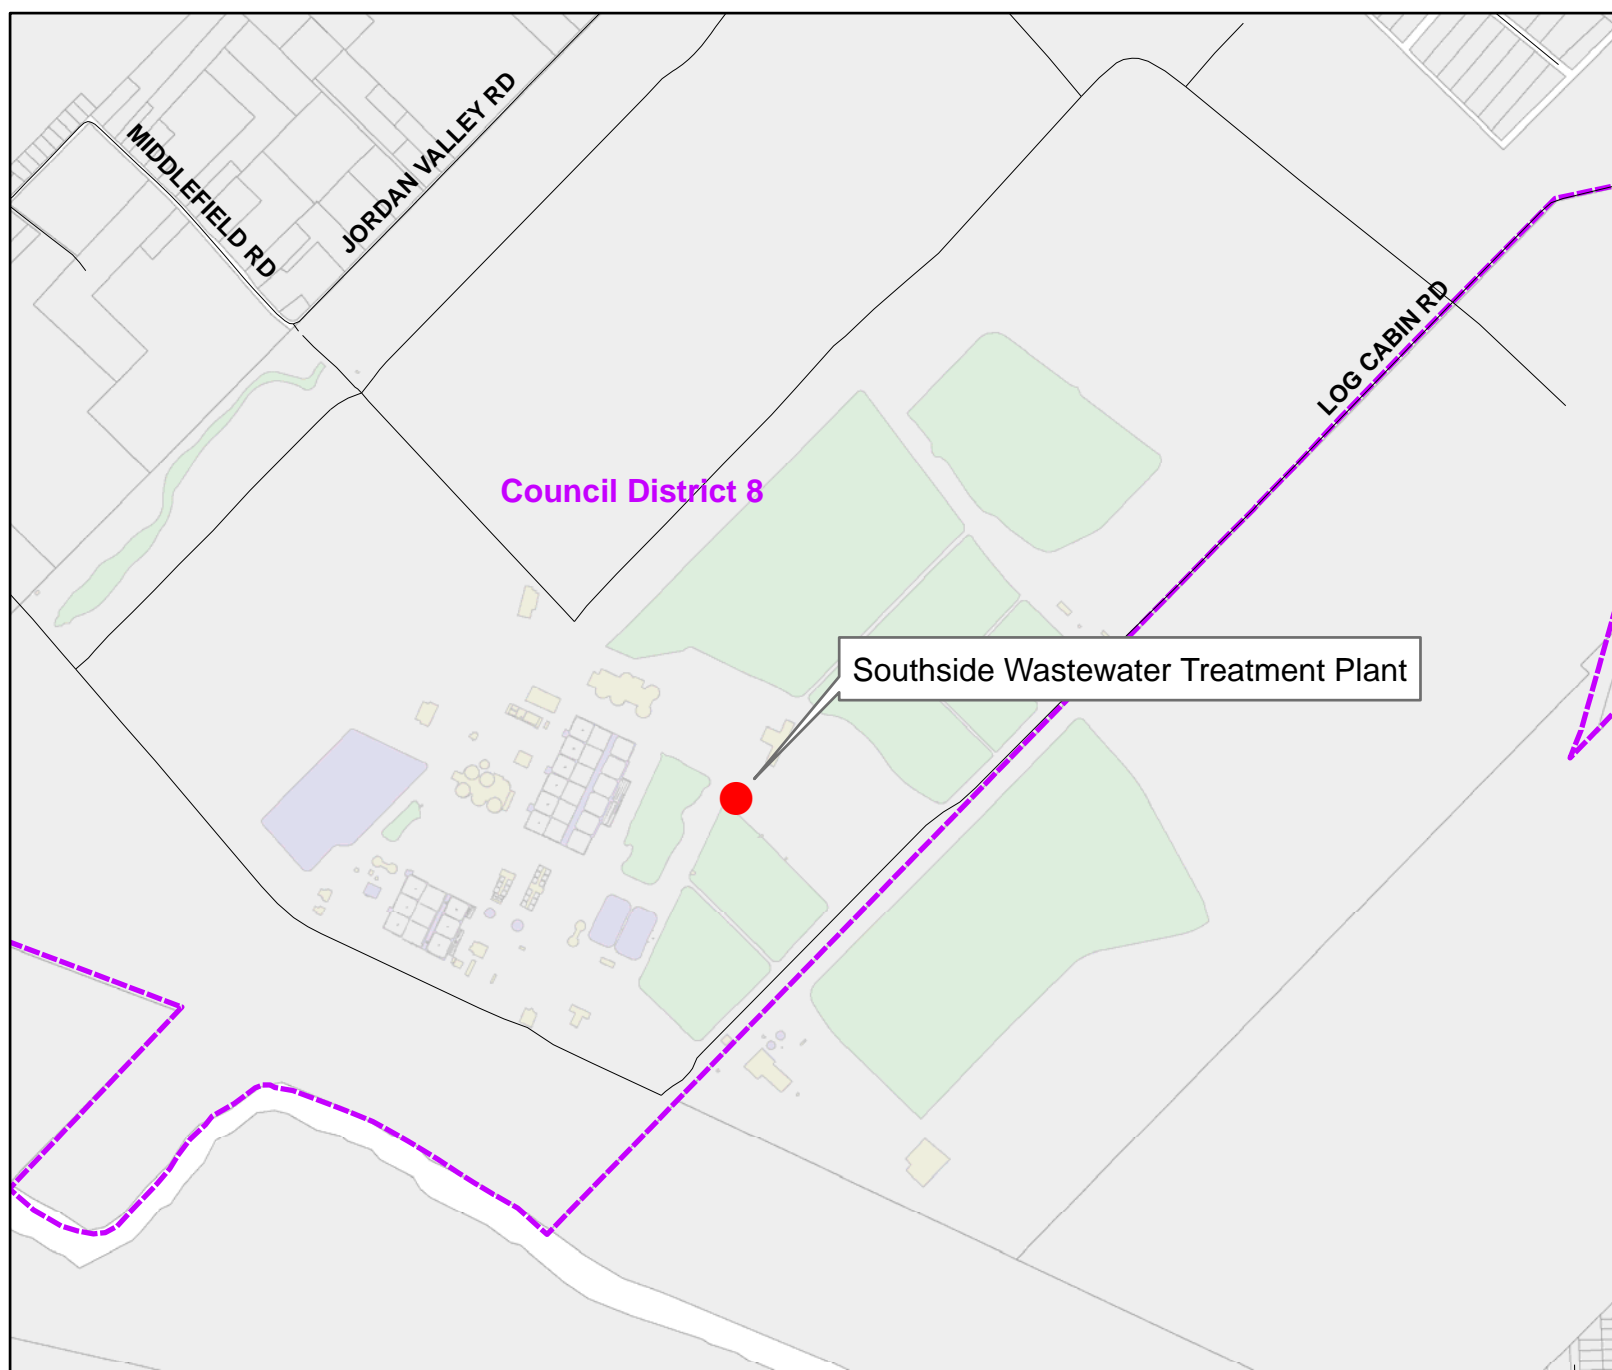 MIDDLEFIELD RD
JORDAN VALLEY RD
LOG CABIN RD
Council District 8
Southside Wastewater Treatment Plant